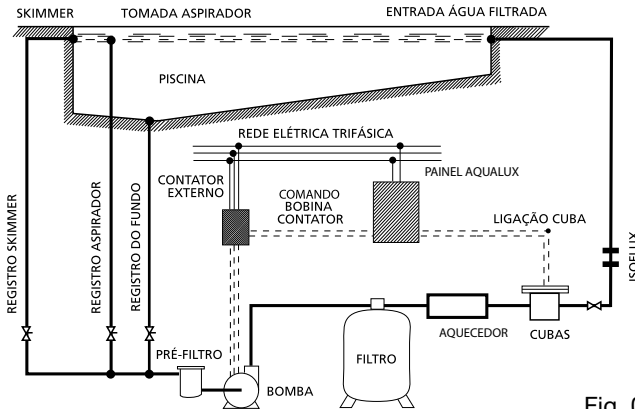 SKIMMER
TOMADA ASPIRADOR
ENTRADA ÁGUA FILTRADA
PISCINA
REDE ELÉTRICA TRIFÁSICA
CONTATOR
EXTERNO
PAINEL AQUALUX
COMANDO
BOBINA
CONTATOR
LIGAÇÃO CUBA
REGISTRO SKIMMER
REGISTRO ASPIRADOR
REGISTRO DO FUNDO
ISOFLUX
AQUECEDOR
CUBAS
PRÉ-FILTRO
FILTRO
BOMBA
Fig.